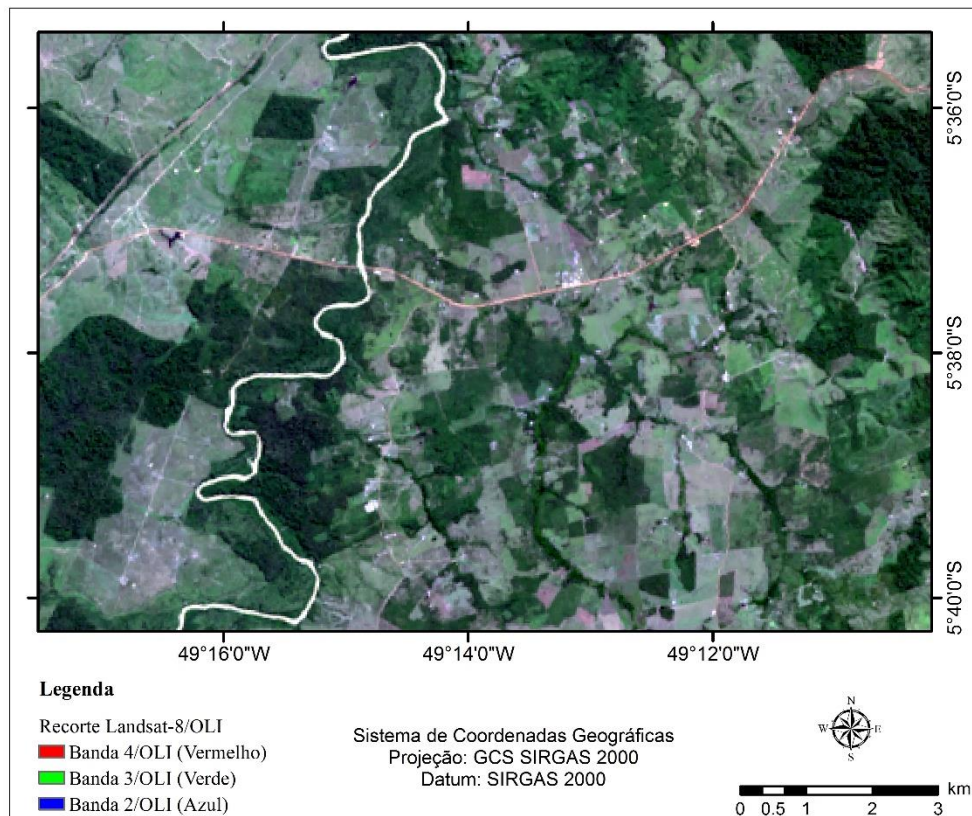 5°36'0"S
5°38'0"S
5°40'0"S
49°16'0"W
49°14'0"W
49°12'0"W
Legenda
Recorte Landsat-8/OLI
Banda 4/OLI (Vermelho)
Banda 3/OLI (Verde)
Banda 2/OLI (Azul)
Sistema de Coordenadas Geográficas
Projeção: GCS SIRGAS 2000
Datum: SIRGAS 2000
N
W E
S
km
0 0.5 1 2 3